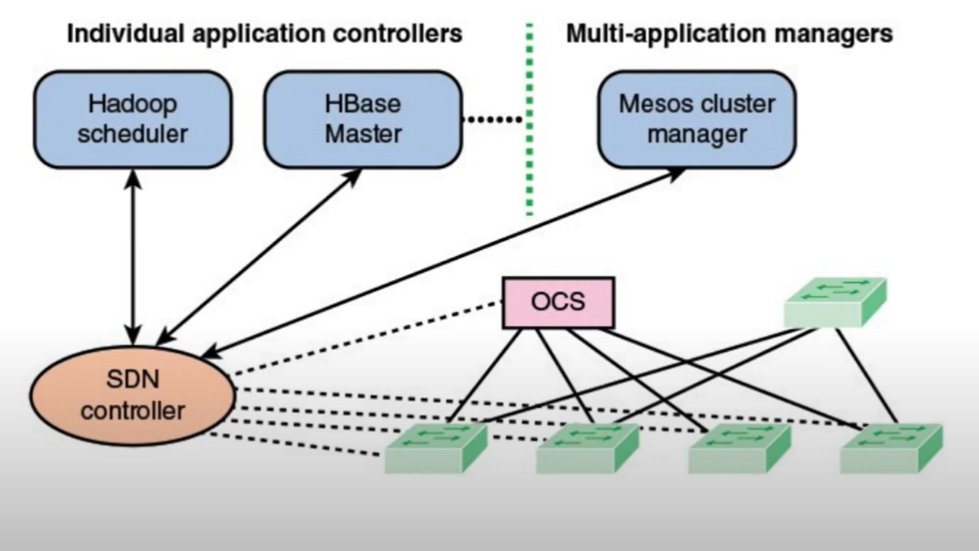 Individual application controllers
Multi-application managers
Hadoop
scheduler
HBase
Master
Mesos cluster
manager
OCS
SDN
controller